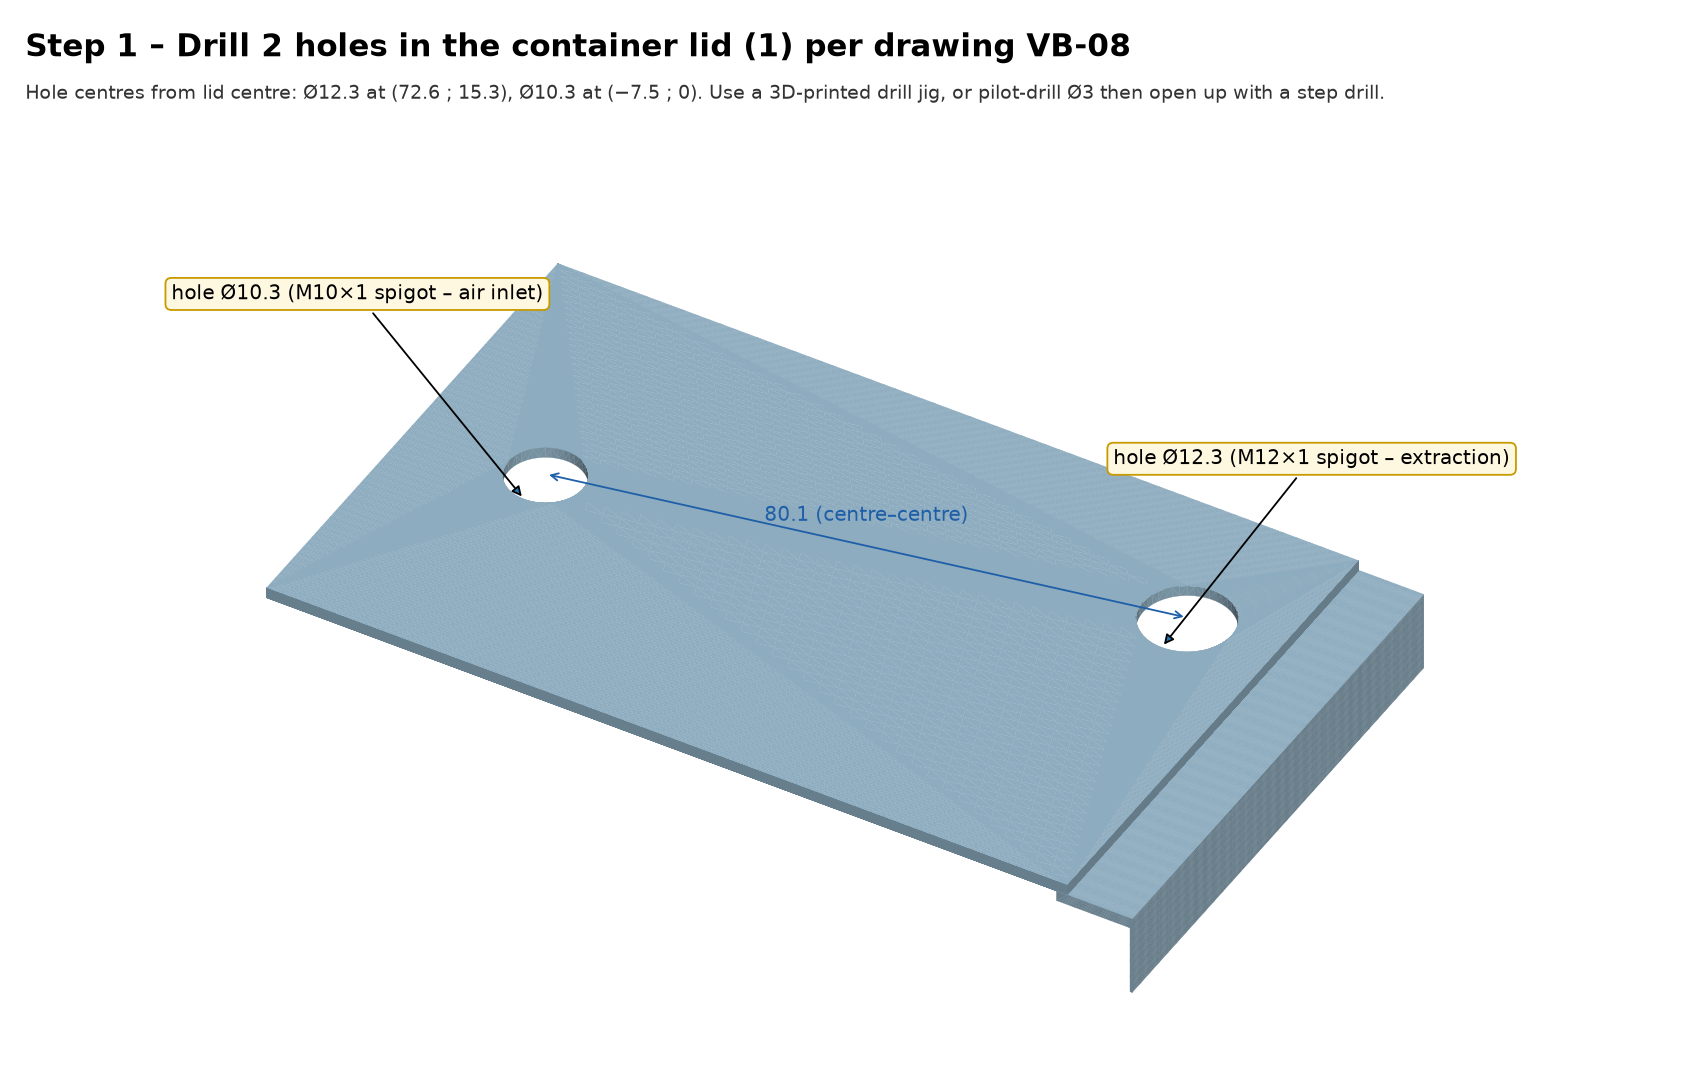 Step 1 – Drill 2 holes in the container lid (1) per drawing VB-08
Hole centres from lid centre: Ø12.3 at (72.6 ; 15.3), Ø10.3 at (−7.5 ; 0). Use a 3D-printed drill jig, or pilot-drill Ø3 then open up with a step drill.
hole Ø10.3 (M10×1 spigot – air inlet)
hole Ø12.3 (M12×1 spigot – extraction)
80.1 (centre–centre)